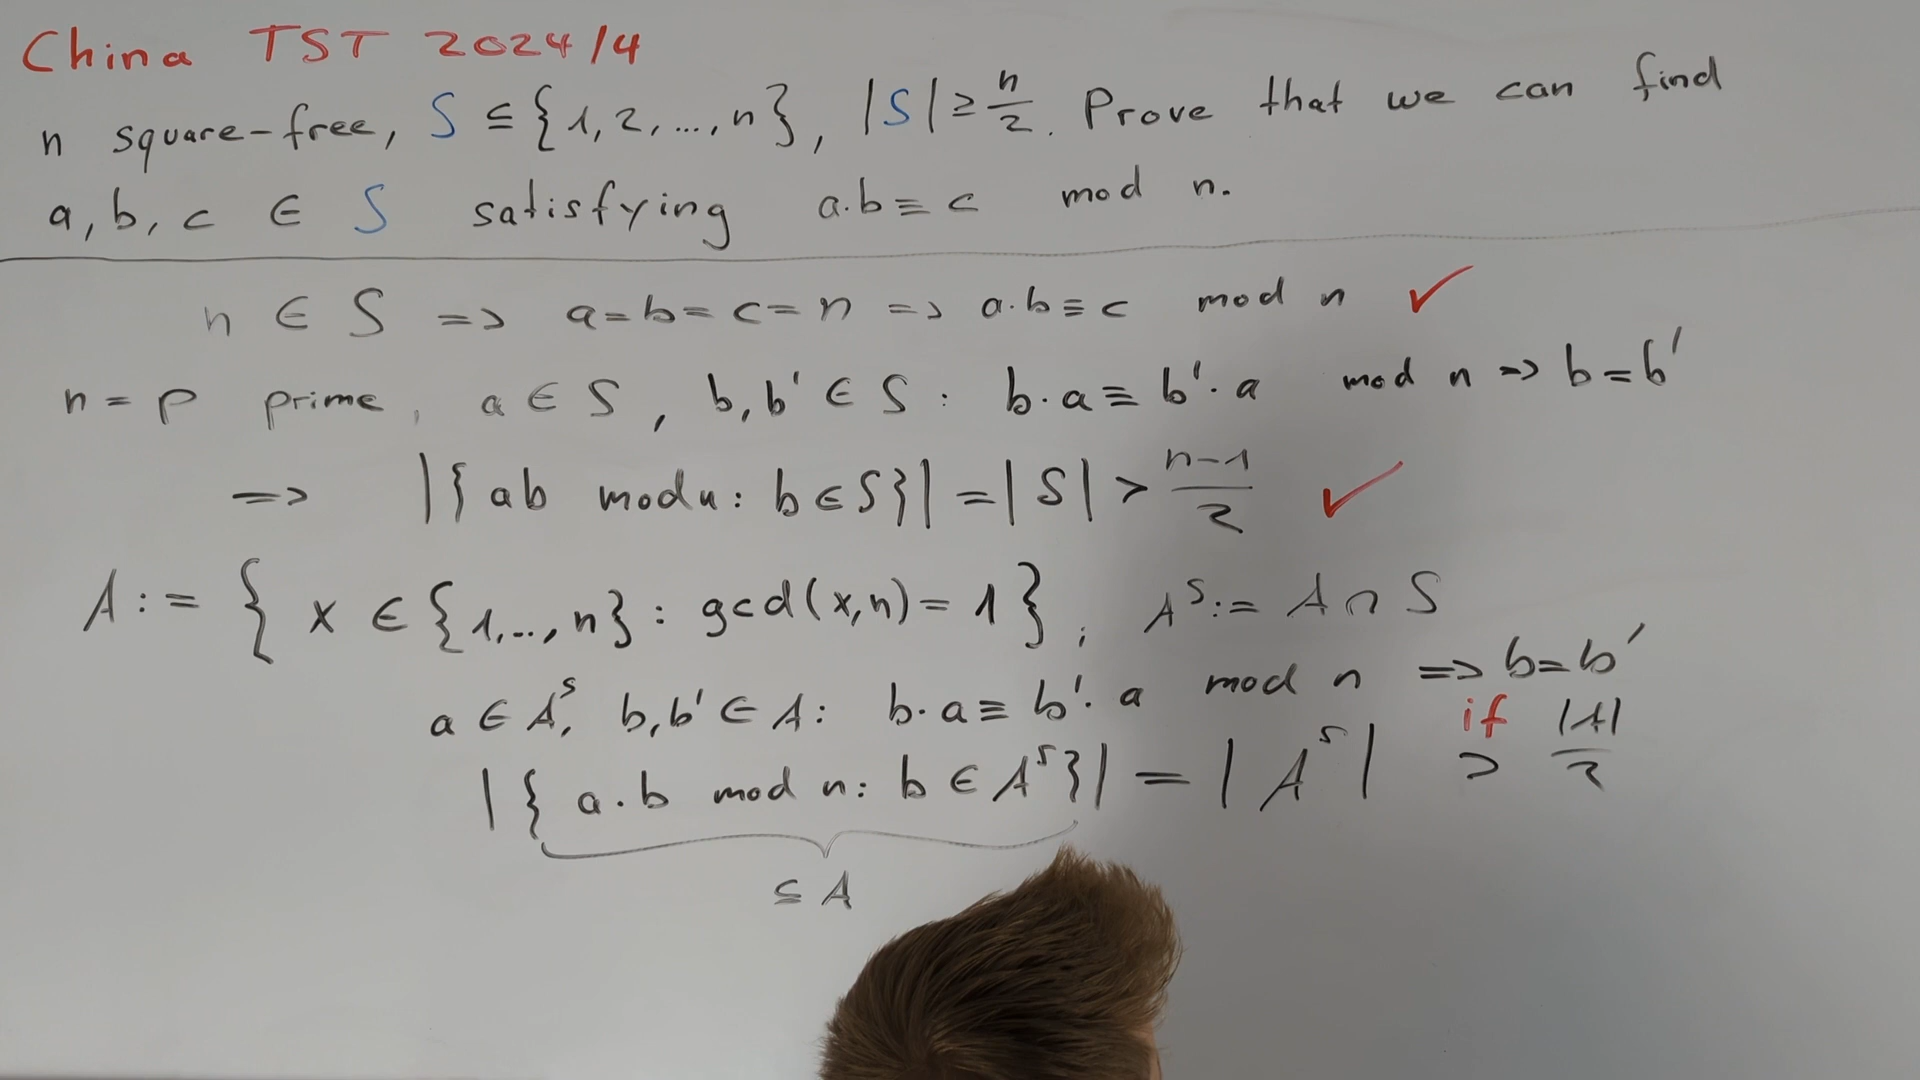 China TST 2024/4
n square-free, S ⊆ {1,2,...,n}, |S| ≥ n/2. Prove that we can find
a, b, c ∈ S satisfying a·b ≡ c mod n.
n ∈ S => a=b=c=n => a·b ≡ c mod n ✓
n = p prime, a ∈ S, b, b' ∈ S: b·a ≡ b'·a mod n => b=b'
=> |{ab mod n: b ∈ S}| = |S| > (n-1)/2 ✓
A := {x ∈ {1,..,n}: gcd(x,n) = 1}, A^S := A ∩ S
a ∈ A^S, b, b' ∈ A: b·a ≡ b'·a mod n => b=b'
|{a·b mod n: b ∈ A^S}| = |A^S| if > |A|/2
⊆ A